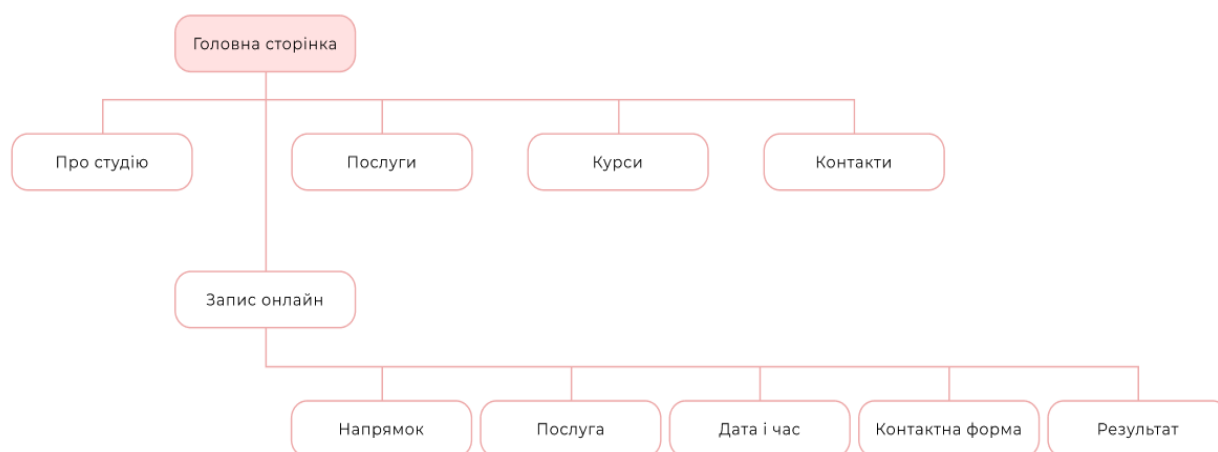 Головна сторінка
Про студію
Послуги
Курси
Контакти
Запис онлайн
Напрямок
Послуга
Дата і час
Контактна форма
Результат